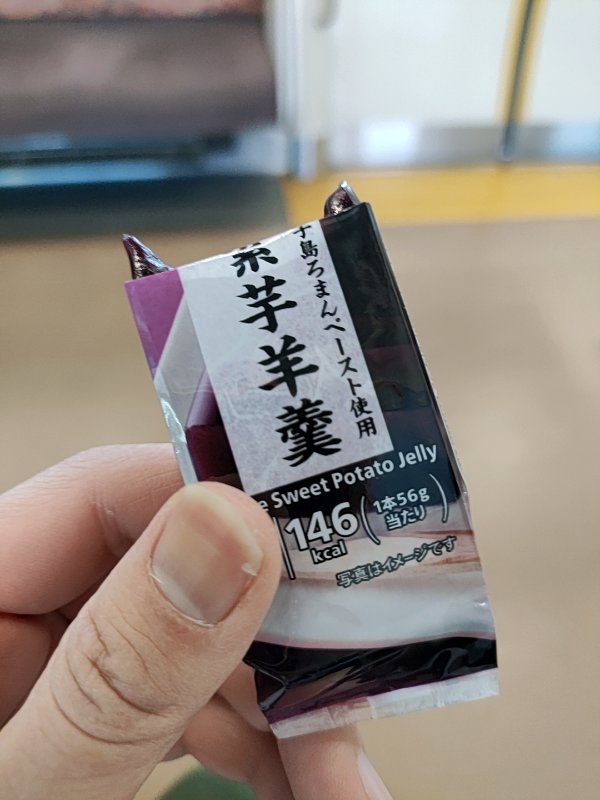 子島ろまんペースト使用
紫芋羊羹
e Sweet Potato Jelly
146
kcal
(1本56g
当たり)
写真はイメージです